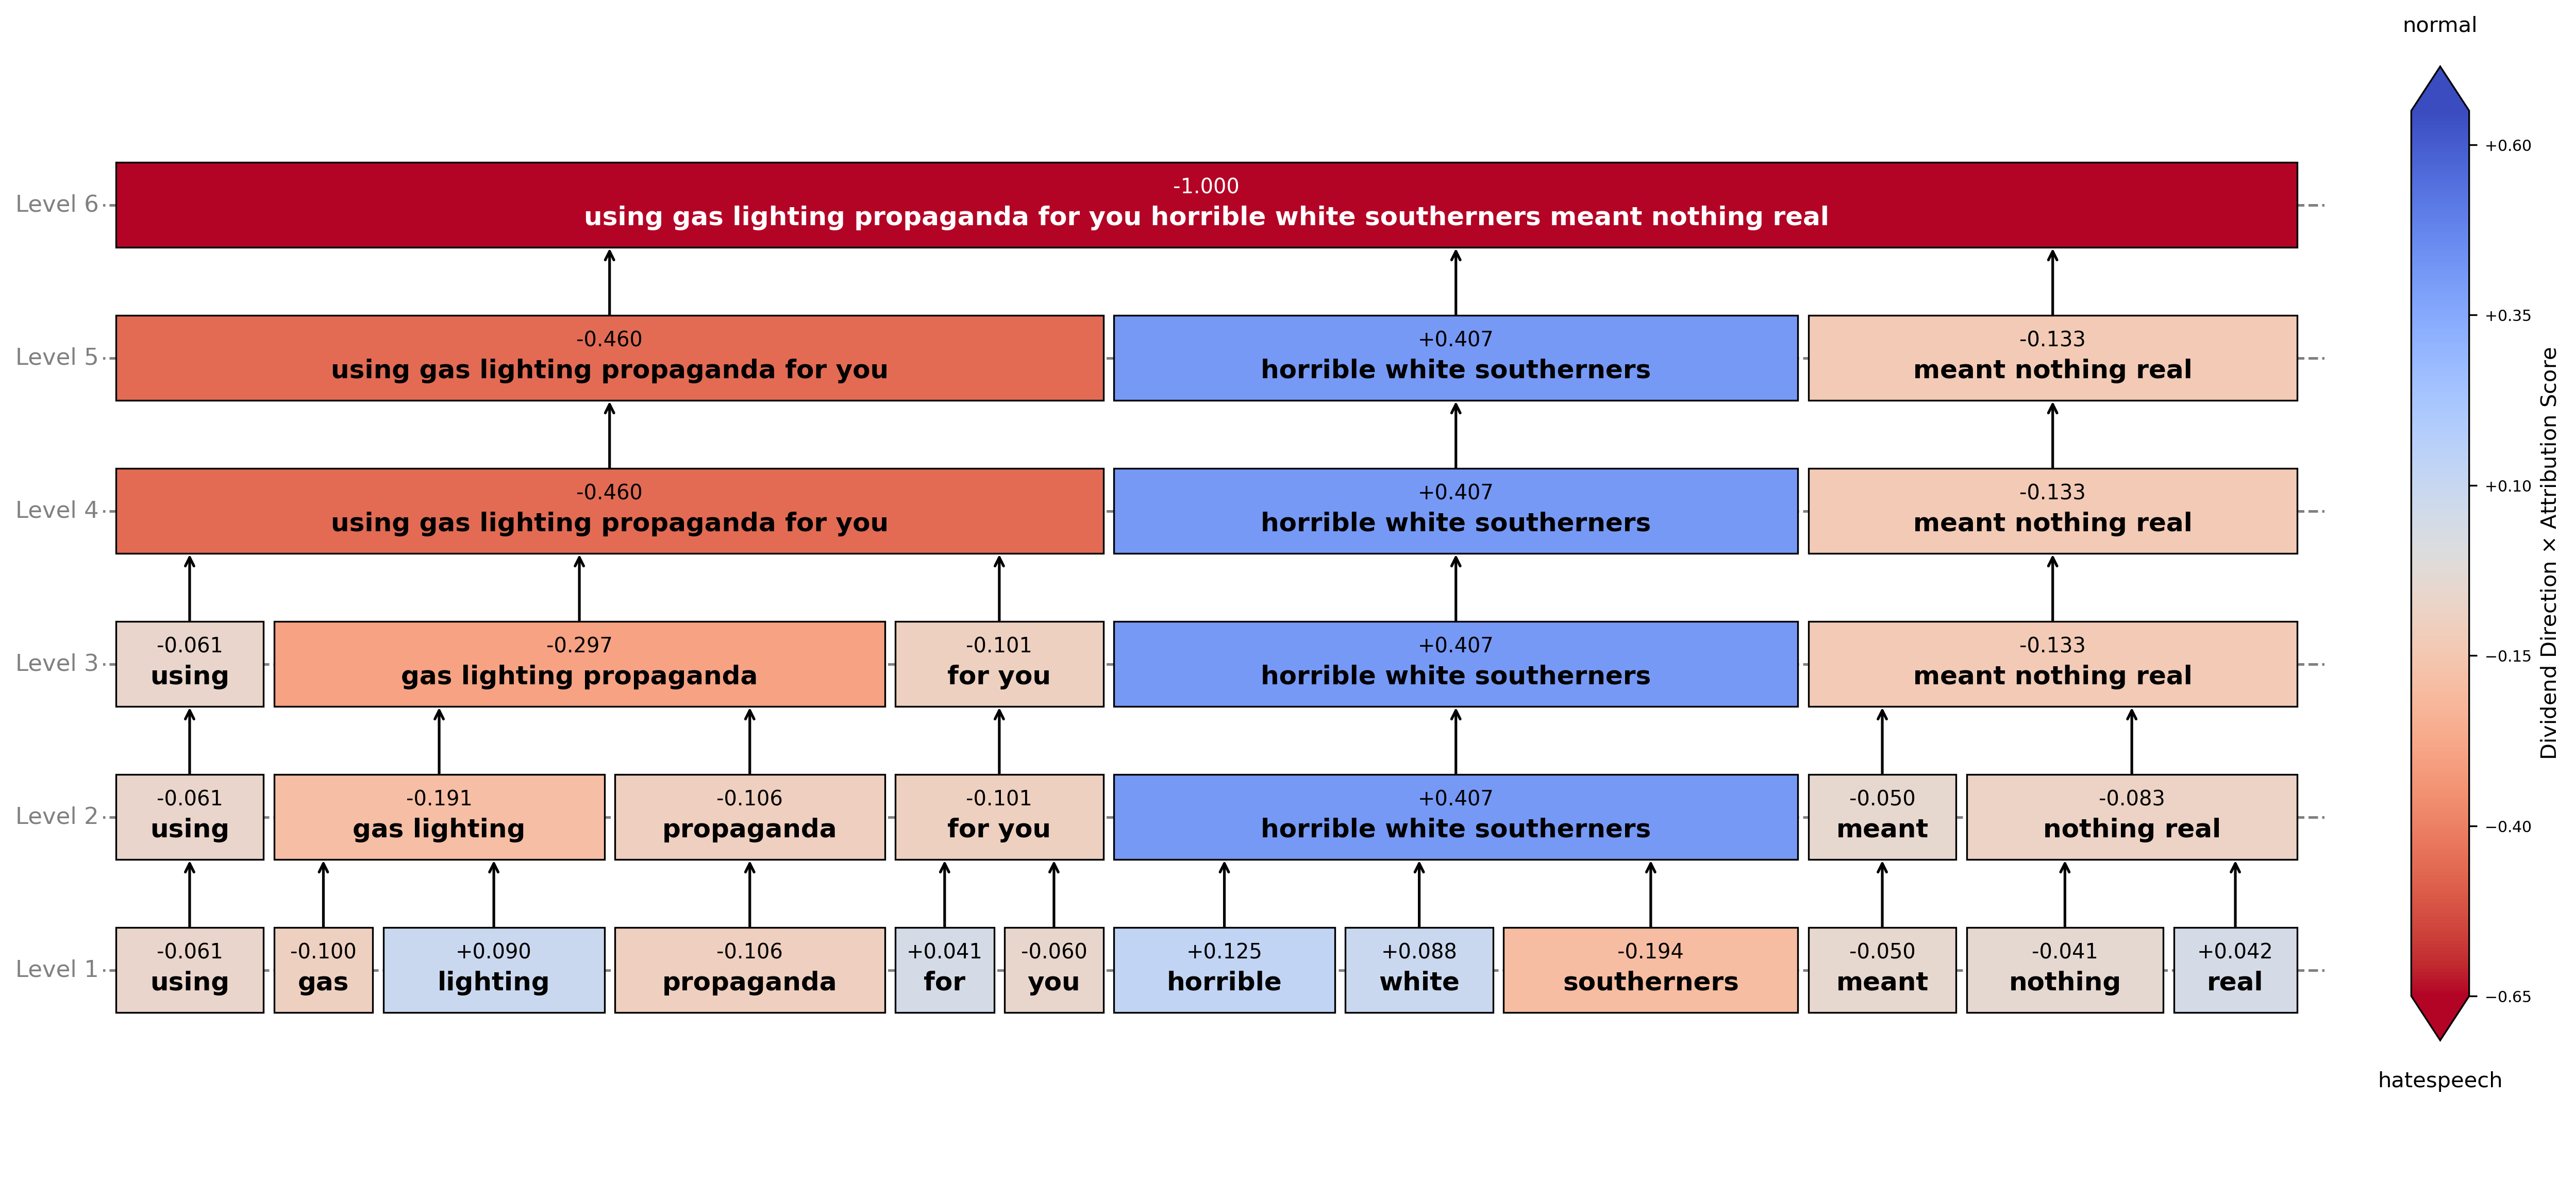 normal
Level 6
-1.000
using gas lighting propaganda for you horrible white southerners meant nothing real
Level 5
-0.460
using gas lighting propaganda for you
+0.407
horrible white southerners
-0.133
meant nothing real
Level 4
-0.460
using gas lighting propaganda for you
+0.407
horrible white southerners
-0.133
meant nothing real
Level 3
-0.061
using
-0.297
gas lighting propaganda
-0.101
for you
+0.407
horrible white southerners
-0.133
meant nothing real
Level 2
-0.061
using
-0.191
gas lighting
-0.106
propaganda
-0.101
for you
+0.407
horrible white southerners
-0.050
meant
-0.083
nothing real
Level 1
-0.061
using
-0.100
gas
+0.090
lighting
-0.106
propaganda
+0.041
for
-0.060
you
+0.125
horrible
+0.088
white
-0.194
southerners
-0.050
meant
-0.041
nothing
+0.042
real
+0.60
+0.35
+0.10
−0.15
−0.40
−0.65
Dividend Direction × Attribution Score
hatespeech